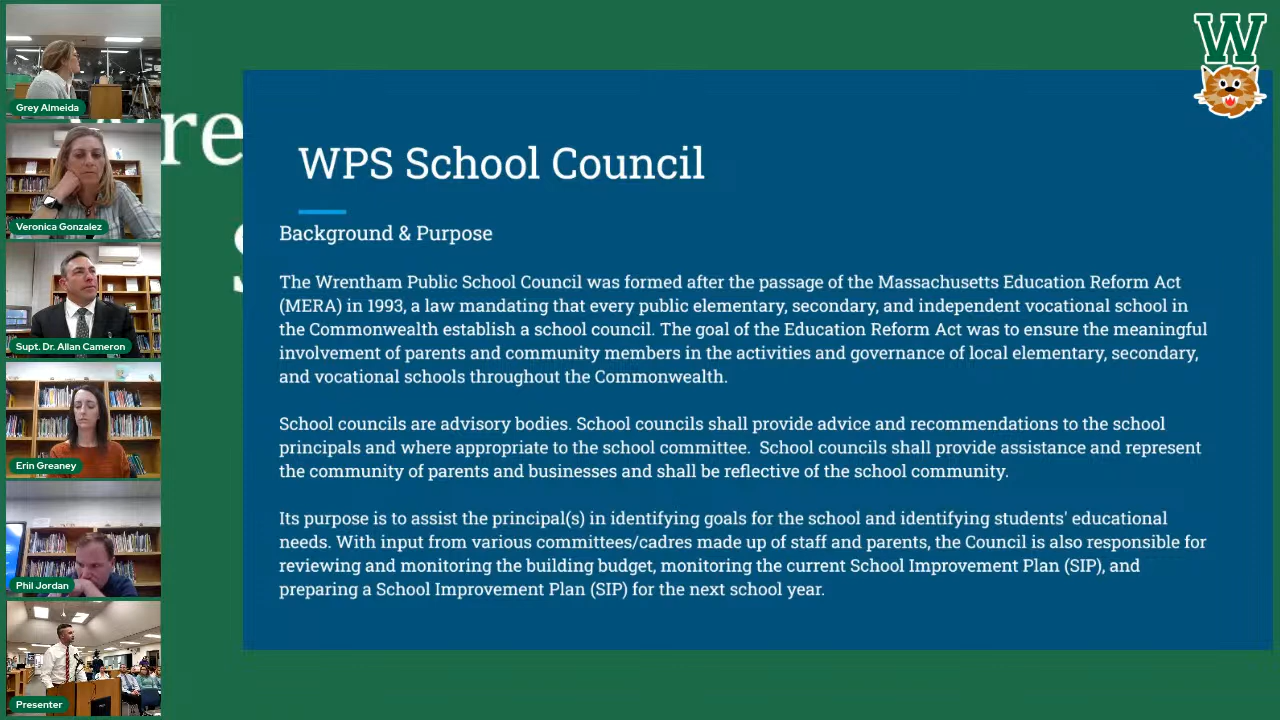 Grey Almeida
Veronica Gonzalez
Supt. Dr. Allan Cameron
Erin Greaney
Phil Jordan
Presenter
W
WPS School Council
Background & Purpose
The Wrentham Public School Council was formed after the passage of the Massachusetts Education Reform Act
(MERA) in 1993, a law mandating that every public elementary, secondary, and independent vocational school in
the Commonwealth establish a school council. The goal of the Education Reform Act was to ensure the meaningful
involvement of parents and community members in the activities and governance of local elementary, secondary,
and vocational schools throughout the Commonwealth.
School councils are advisory bodies. School councils shall provide advice and recommendations to the school
principals and where appropriate to the school committee.  School councils shall provide assistance and represent
the community of parents and businesses and shall be reflective of the school community.
Its purpose is to assist the principal(s) in identifying goals for the school and identifying students' educational
needs. With input from various committees/cadres made up of staff and parents, the Council is also responsible for
reviewing and monitoring the building budget, monitoring the current School Improvement Plan (SIP), and
preparing a School Improvement Plan (SIP) for the next school year.